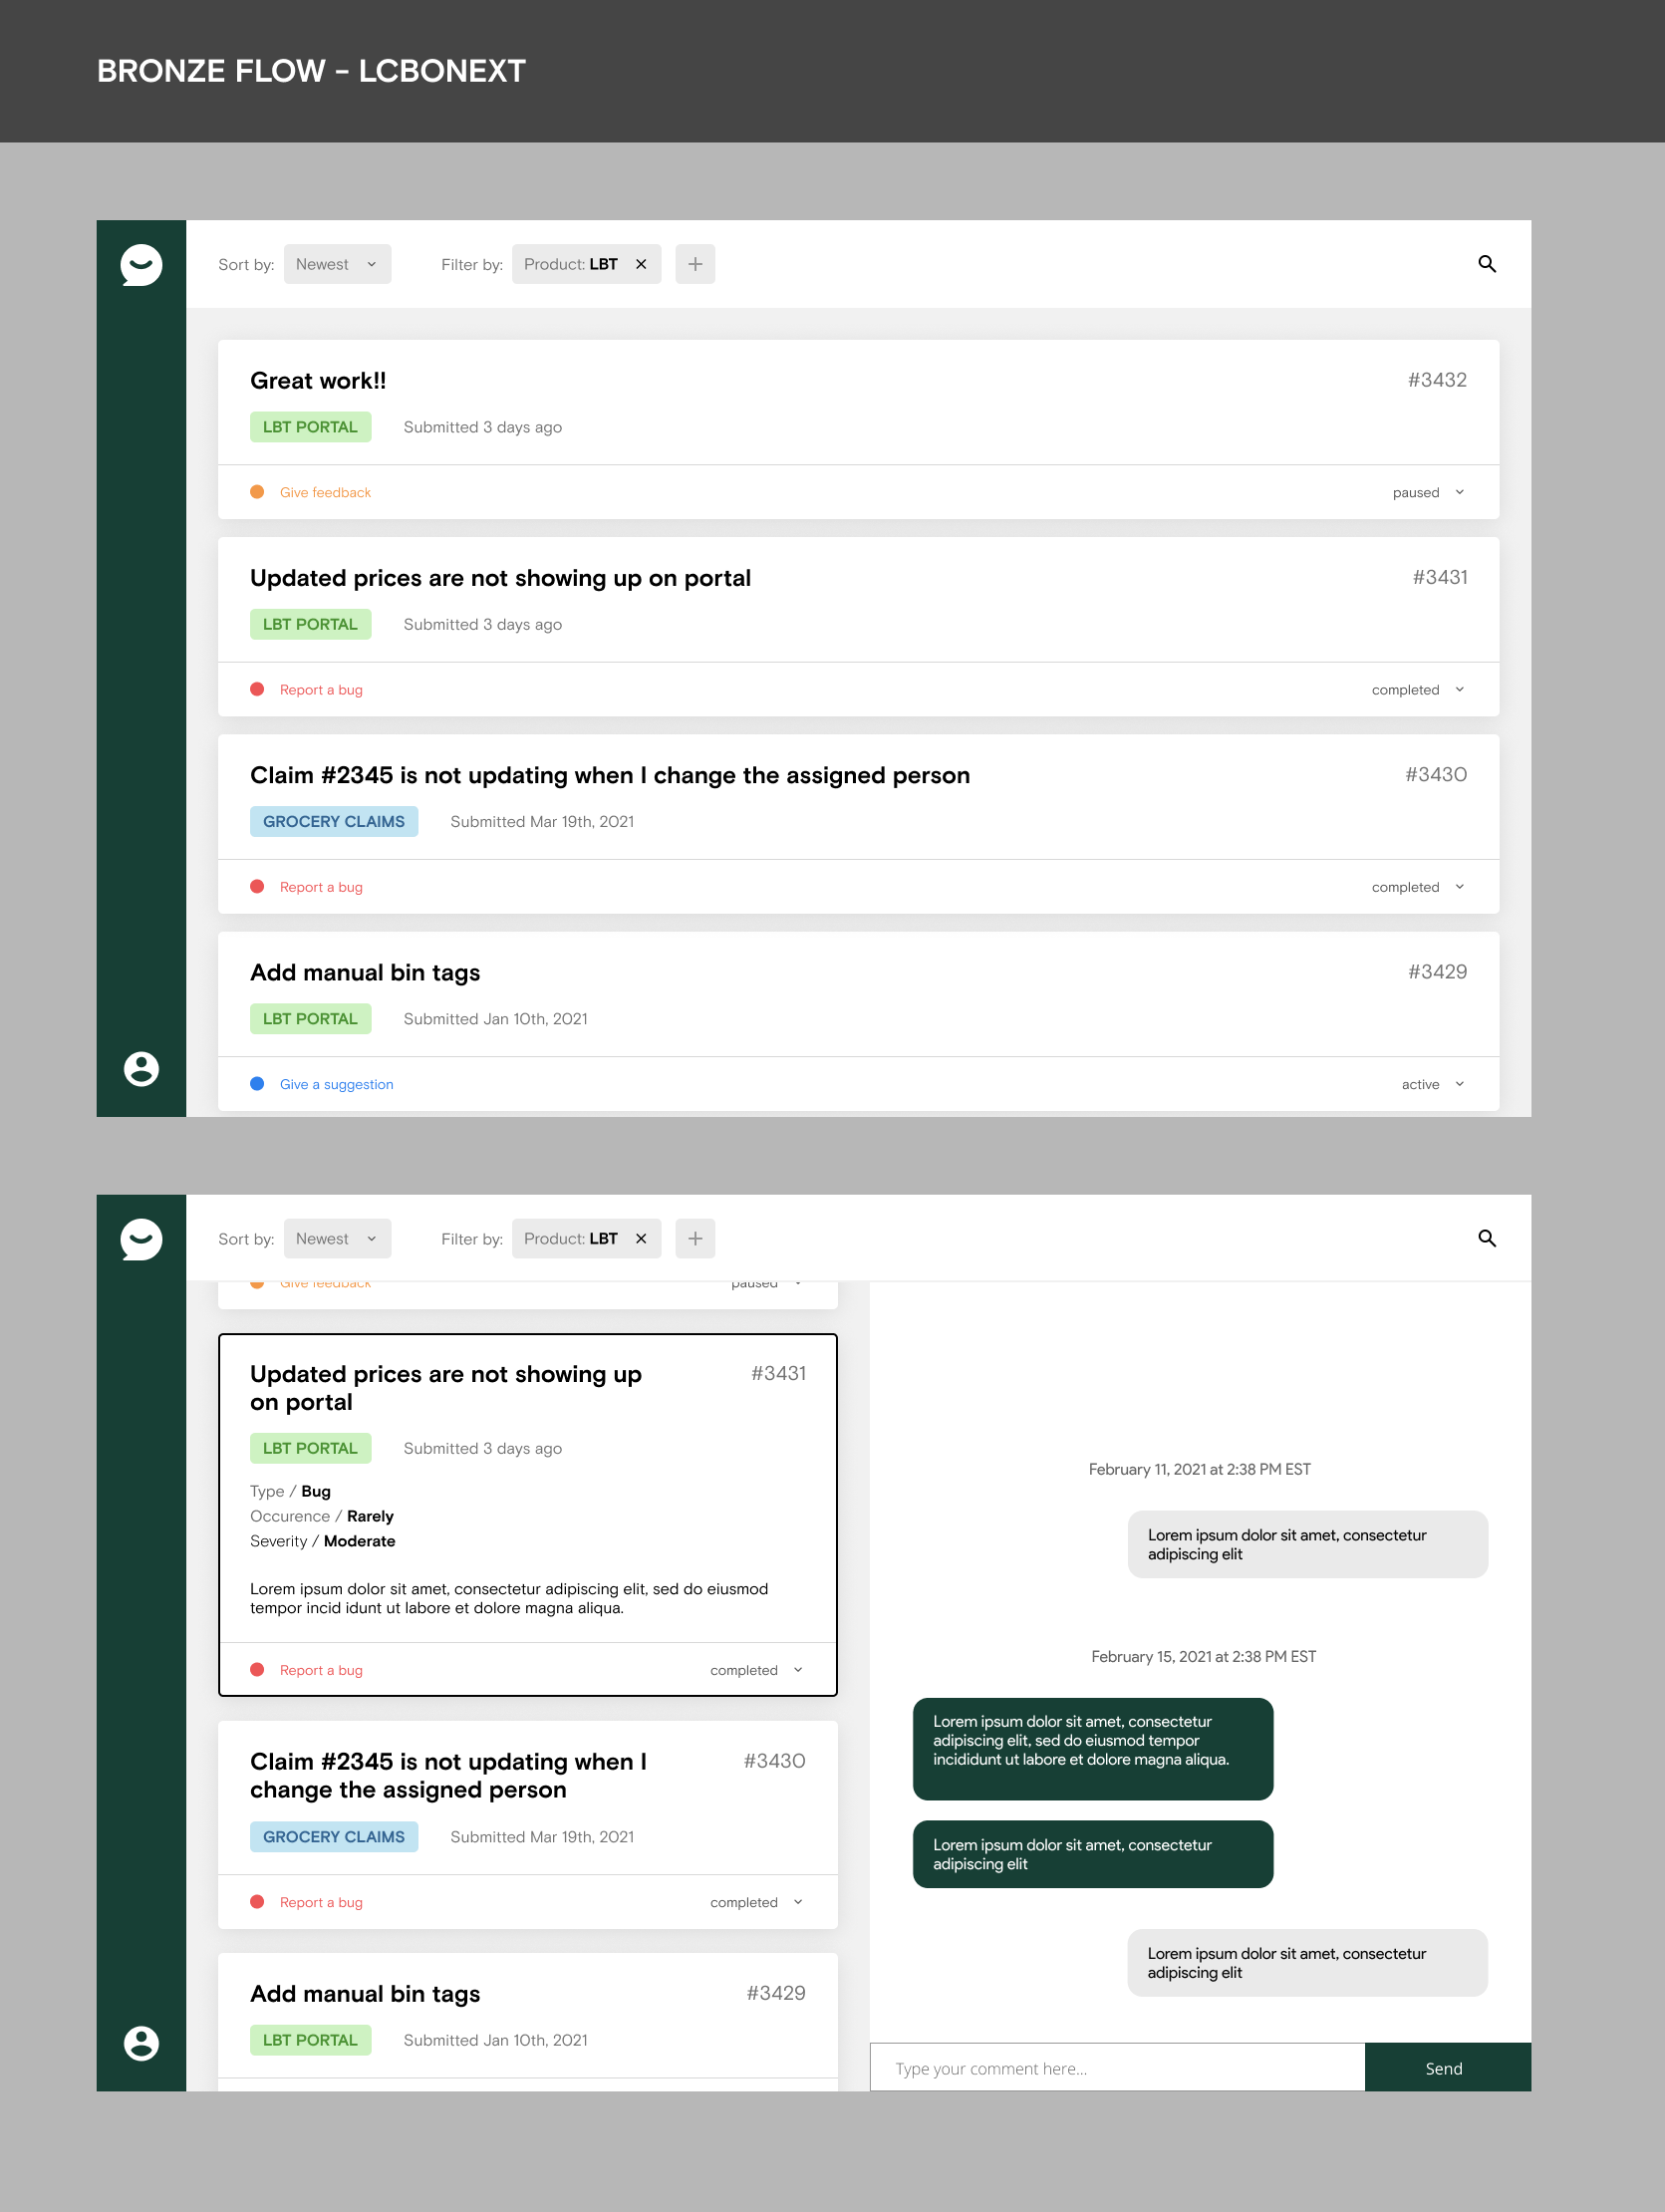 BRONZE FLOW - LCBONEXT
Sort by: Newest Filter by: Product: LBT
Great work!! #3432
LBT PORTAL Submitted 3 days ago
Give feedback paused
Updated prices are not showing up on portal #3431
LBT PORTAL Submitted 3 days ago
Report a bug completed
Claim #2345 is not updating when I change the assigned person #3430
GROCERY CLAIMS Submitted Mar 19th, 2021
Report a bug completed
Add manual bin tags #3429
LBT PORTAL Submitted Jan 10th, 2021
Give a suggestion active
Sort by: Newest Filter by: Product: LBT
Give feedback paused
Updated prices are not showing up #3431
on portal
LBT PORTAL Submitted 3 days ago
Type / Bug
Occurence / Rarely
Severity / Moderate
Lorem ipsum dolor sit amet, consectetur adipiscing elit, sed do eiusmod
tempor incid idunt ut labore et dolore magna aliqua.
Report a bug completed
Claim #2345 is not updating when I #3430
change the assigned person
GROCERY CLAIMS Submitted Mar 19th, 2021
Report a bug completed
Add manual bin tags #3429
LBT PORTAL Submitted Jan 10th, 2021
February 11, 2021 at 2:38 PM EST
Lorem ipsum dolor sit amet, consectetur
adipiscing elit
February 15, 2021 at 2:38 PM EST
Lorem ipsum dolor sit amet, consectetur
adipiscing elit, sed do eiusmod tempor
incididunt ut labore et dolore magna aliqua.
Lorem ipsum dolor sit amet, consectetur
adipiscing elit
Lorem ipsum dolor sit amet, consectetur
adipiscing elit
Type your comment here... Send